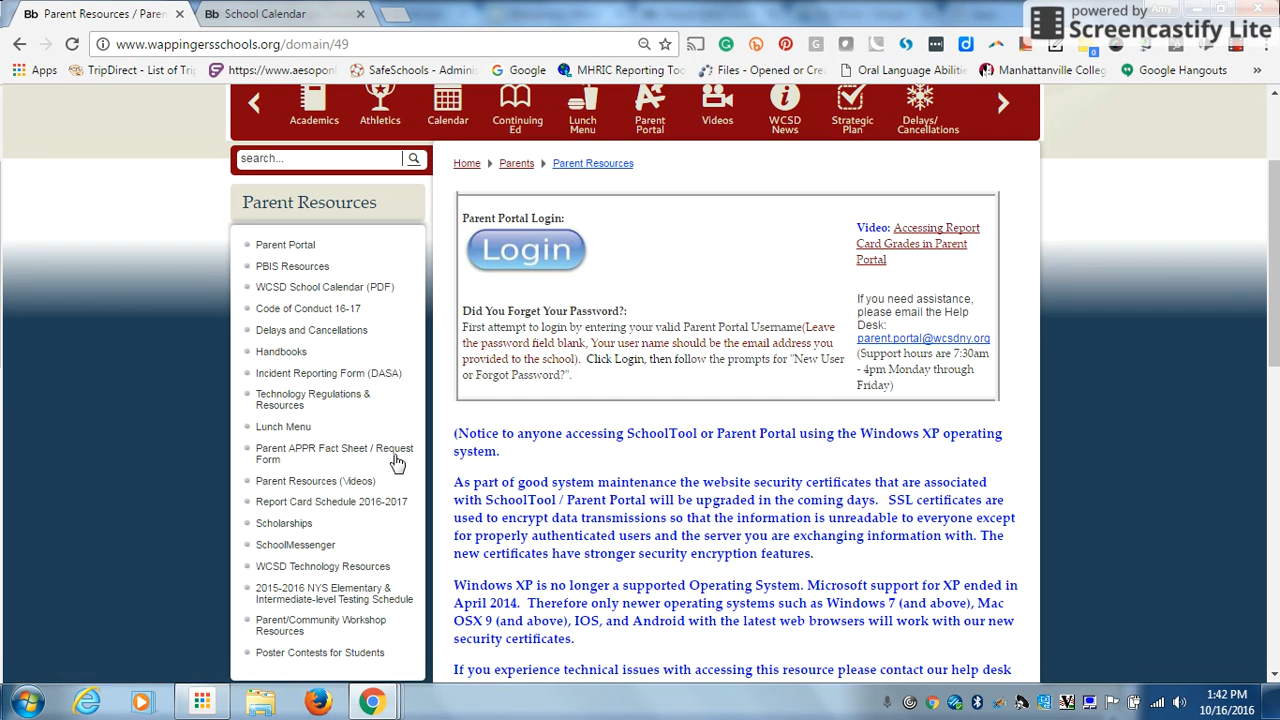 powered by
Screencastify Lite
Bb Parent Resources / Paren
Bb School Calendar
Amy
www.wappingersschools.org/domain/49
Apps
TripDirect - List of Trip
https://www.aesopon
SafeSchools - Admini
Google
MHRIC Reporting Too
Files - Opened or Cre
Oral Language Abiliti
Manhattanville Colleg
Google Hangouts
Academics
Athletics
Calendar
Continuing Ed
Lunch Menu
Parent Portal
Videos
WCSD News
Strategic Plan
Delays/ Cancellations
search...
Home
Parents
Parent Resources
Parent Resources
Parent Portal
PBIS Resources
WCSD School Calendar (PDF)
Code of Conduct 16-17
Delays and Cancellations
Handbooks
Incident Reporting Form (DASA)
Technology Regulations &
Resources
Lunch Menu
Parent APPR Fact Sheet / Request
Form
Parent Resources (Videos)
Report Card Schedule 2016-2017
Scholarships
SchoolMessenger
WCSD Technology Resources
2015-2016 NYS Elementary &
Intermediate-level Testing Schedule
Parent/Community Workshop
Resources
Poster Contests for Students
Parent Portal Login:
Login
Did You Forget Your Password?:
First attempt to login by entering your valid Parent Portal Username(Leave
the password field blank, Your user name should be the email address you
provided to the school). Click Login, then follow the prompts for "New User
or Forgot Password?".
Video: Accessing Report
Card Grades in Parent
Portal
If you need assistance,
please email the Help
Desk:
parent.portal@wcsdny.org
(Support hours are 7:30am
- 4pm Monday through
Friday)
(Notice to anyone accessing SchoolTool or Parent Portal using the Windows XP operating
system.
As part of good system maintenance the website security certificates that are associated
with SchoolTool / Parent Portal will be upgraded in the coming days. SSL certificates are
used to encrypt data transmissions so that the information is unreadable to everyone except
for properly authenticated users and the server you are exchanging information with. The
new certificates have stronger security encryption features.
Windows XP is no longer a supported Operating System. Microsoft support for XP ended in
April 2014. Therefore only newer operating systems such as Windows 7 (and above), Mac
OSX 9 (and above), IOS, and Android with the latest web browsers will work with our new
security certificates.
If you experience technical issues with accessing this resource please contact our help desk
1:42 PM
10/16/2016